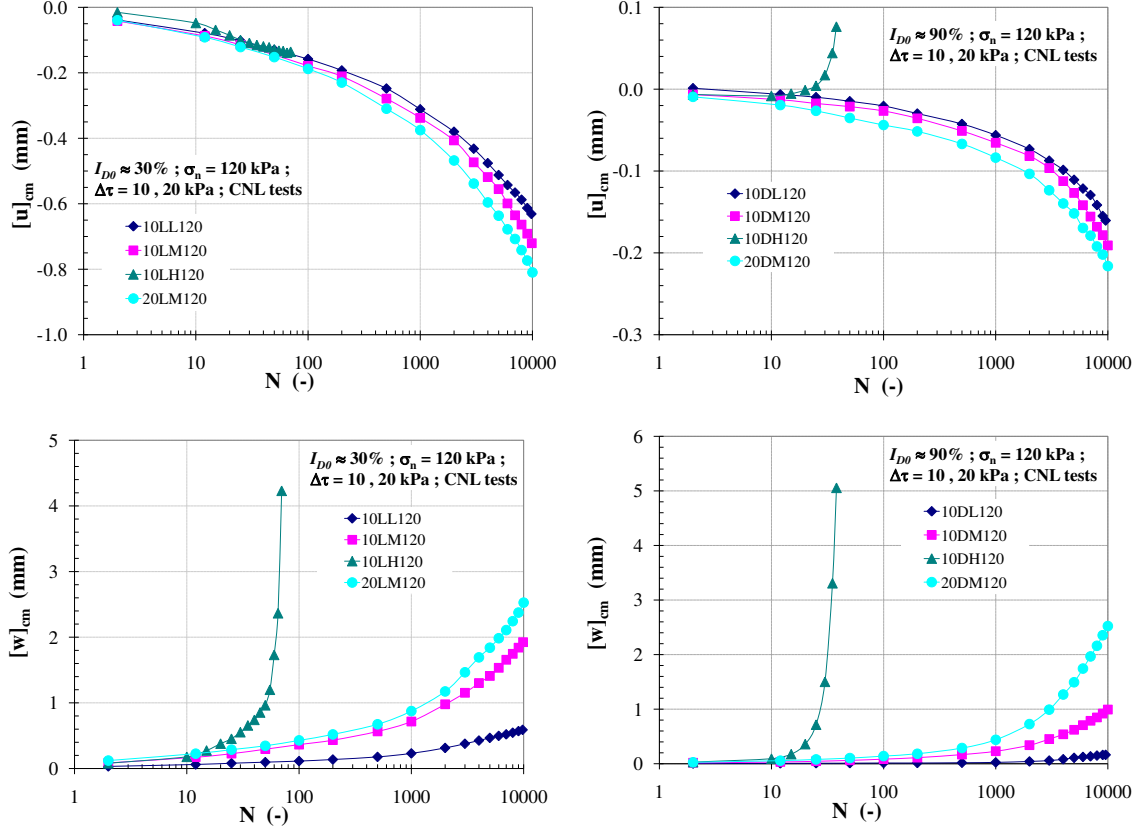 0.0
-0.2
-0.4
-0.6
-0.8
-1.0
[u]cm (mm)
I_D0 ≈ 30% ; σn = 120 kPa ;
Δτ = 10 , 20 kPa ; CNL tests
10LL120
10LM120
10LH120
20LM120
1 10 100 1000 10000
N (-)
0.1
0.0
-0.1
-0.2
-0.3
[u]cm (mm)
I_D0 ≈ 90% ; σn = 120 kPa ;
Δτ = 10, 20 kPa ; CNL tests
10DL120
10DM120
10DH120
20DM120
1 10 100 1000 10000
N (-)
5
4
3
2
1
0
[w]cm (mm)
I_D0 ≈ 30% ; σn = 120 kPa ;
Δτ = 10 , 20 kPa ; CNL tests
10LL120
10LM120
10LH120
20LM120
1 10 100 1000 10000
N (-)
6
5
4
3
2
1
0
[w]cm (mm)
I_D0 ≈ 90% ; σn = 120 kPa ;
Δτ = 10 , 20 kPa ; CNL tests
10DL120
10DM120
10DH120
20DM120
1 10 100 1000 10000
N (-)